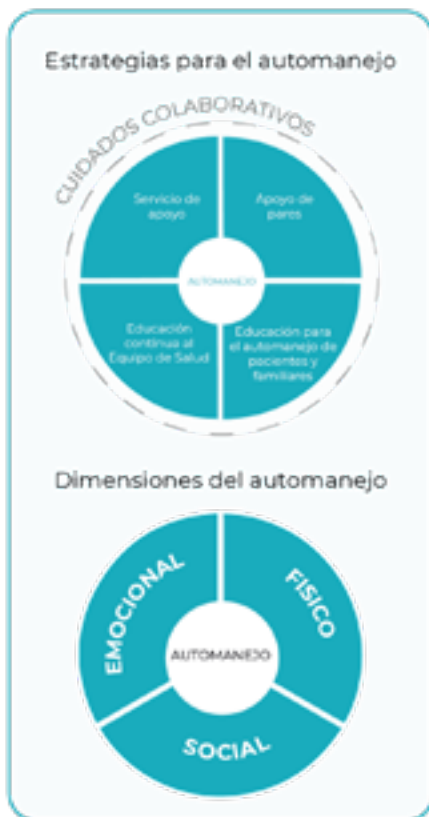 Estrategias para el automanejo
CUIDADOS COLABORATIVOS
Servicio de
apoyo
Apoyo de
pares
AUTOMANEJO
Educación
continua al
Equipo de Salud
Educación para
el automanejo de
pacientes y
familiares
Dimensiones del automanejo
EMOCIONAL
FISICO
AUTOMANEJO
SOCIAL